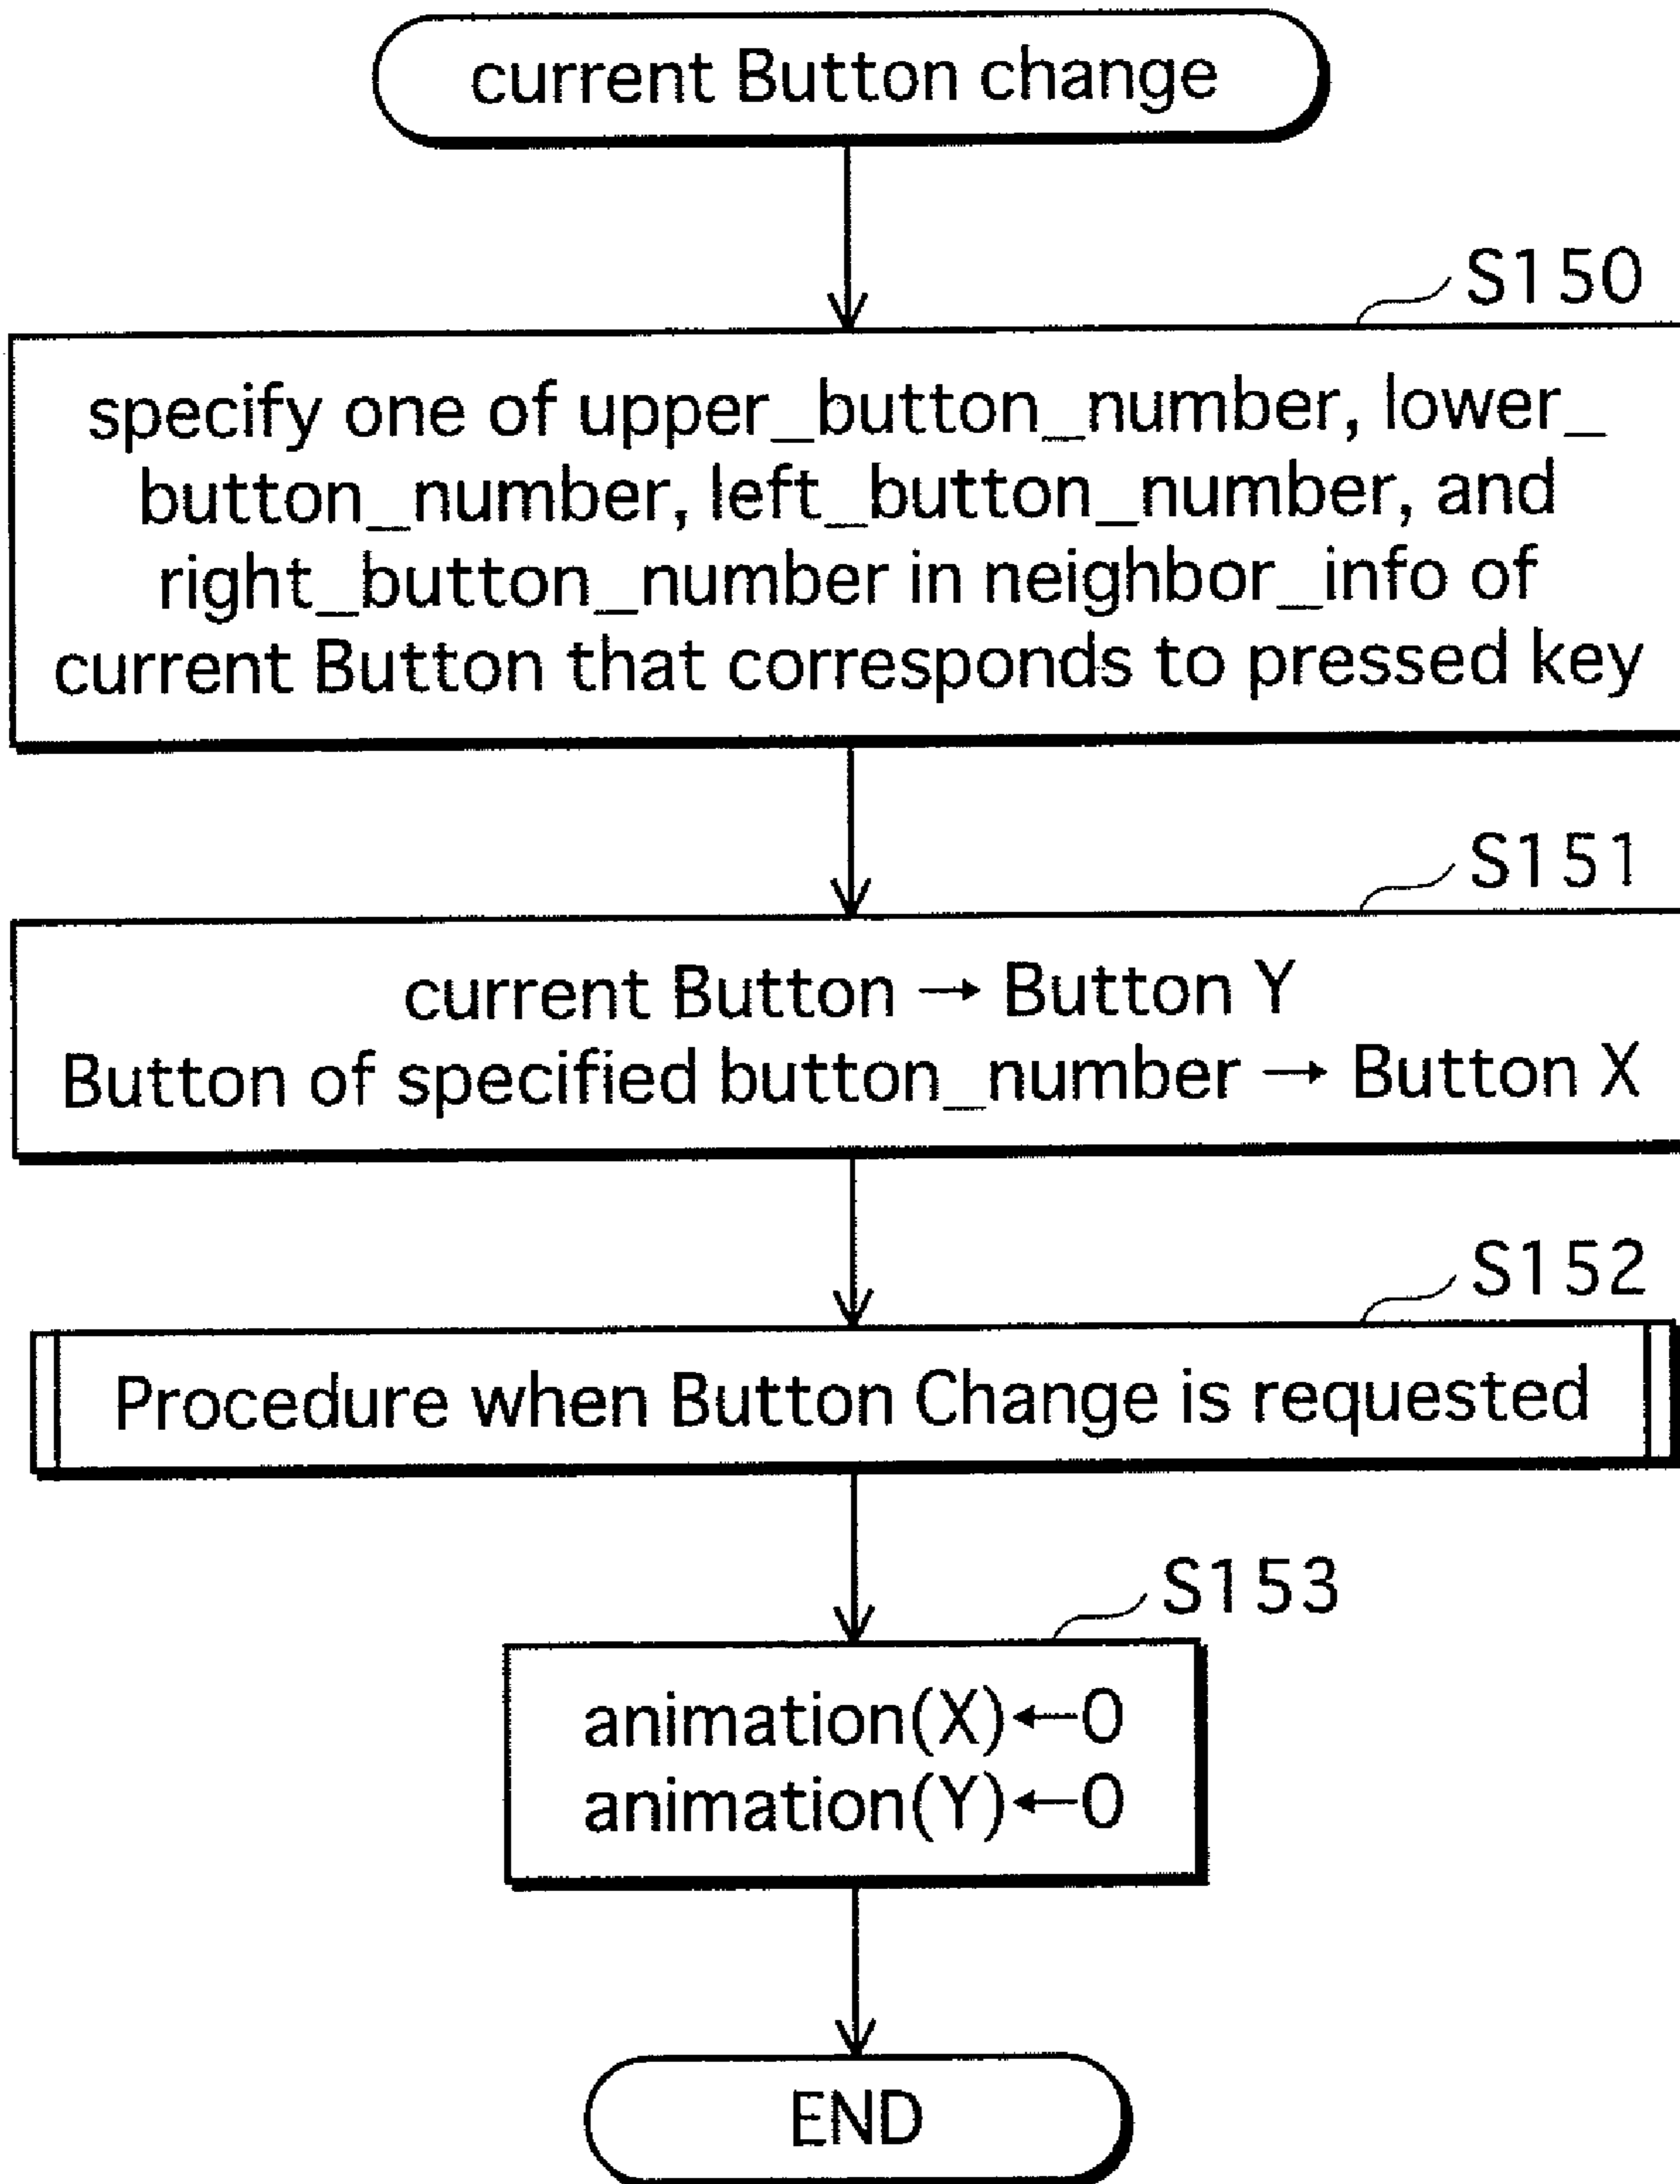 current Button change
S150
specify one of upper_button_number, lower_
button_number, left_button_number, and
right_button_number in neighbor_info of
current Button that corresponds to pressed key
S151
current Button → Button Y
Button of specified button_number → Button X
S152
Procedure when Button Change is requested
S153
animation(X)←0
animation(Y)←0
END